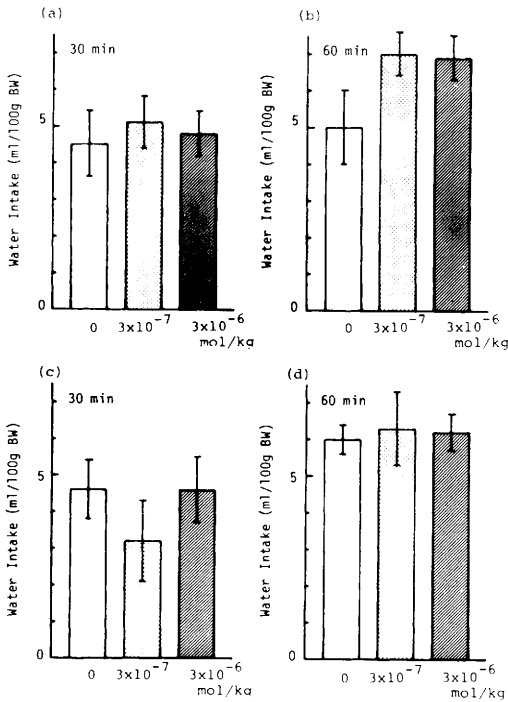 (a)
30 min
Water Intake (ml/100g BW)
5
0
0 3x10-7 3x10-6
mol/kg
(b)
60 min
Water Intake (ml/100g BW)
5
0
0 3x10-7 3x10-6
mol/kg
(c)
30 min
Water Intake (ml/100g BW)
5
0
0 3x10-7 3x10-6
mol/kg
(d)
60 min
Water Intake (ml/100g BW)
5
0
0 3x10-7 3x10-6
mol/kg